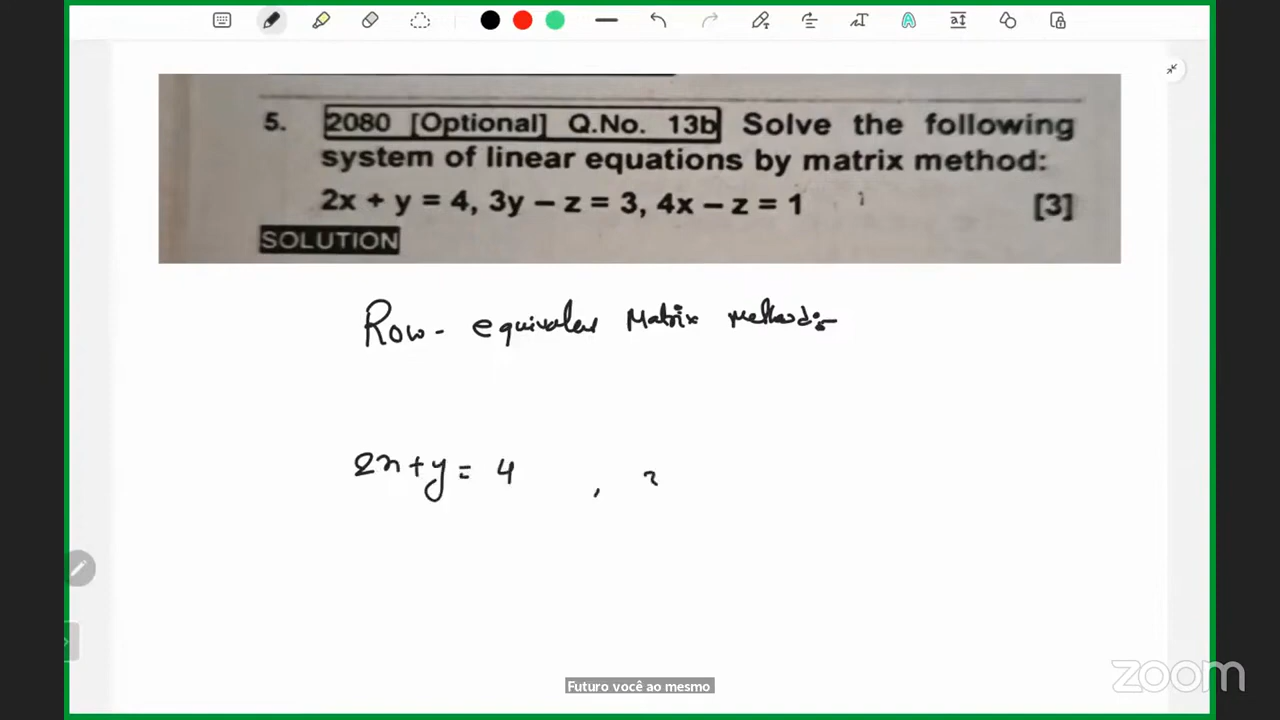 5. 2080 [Optional] Q.No. 13b Solve the following
system of linear equations by matrix method:
2x + y = 4, 3y – z = 3, 4x – z = 1 [3]
SOLUTION
Row- equivalent Matrix Method:-
2x+y= 4 , 3
Futuro você ao mesmo
zoom